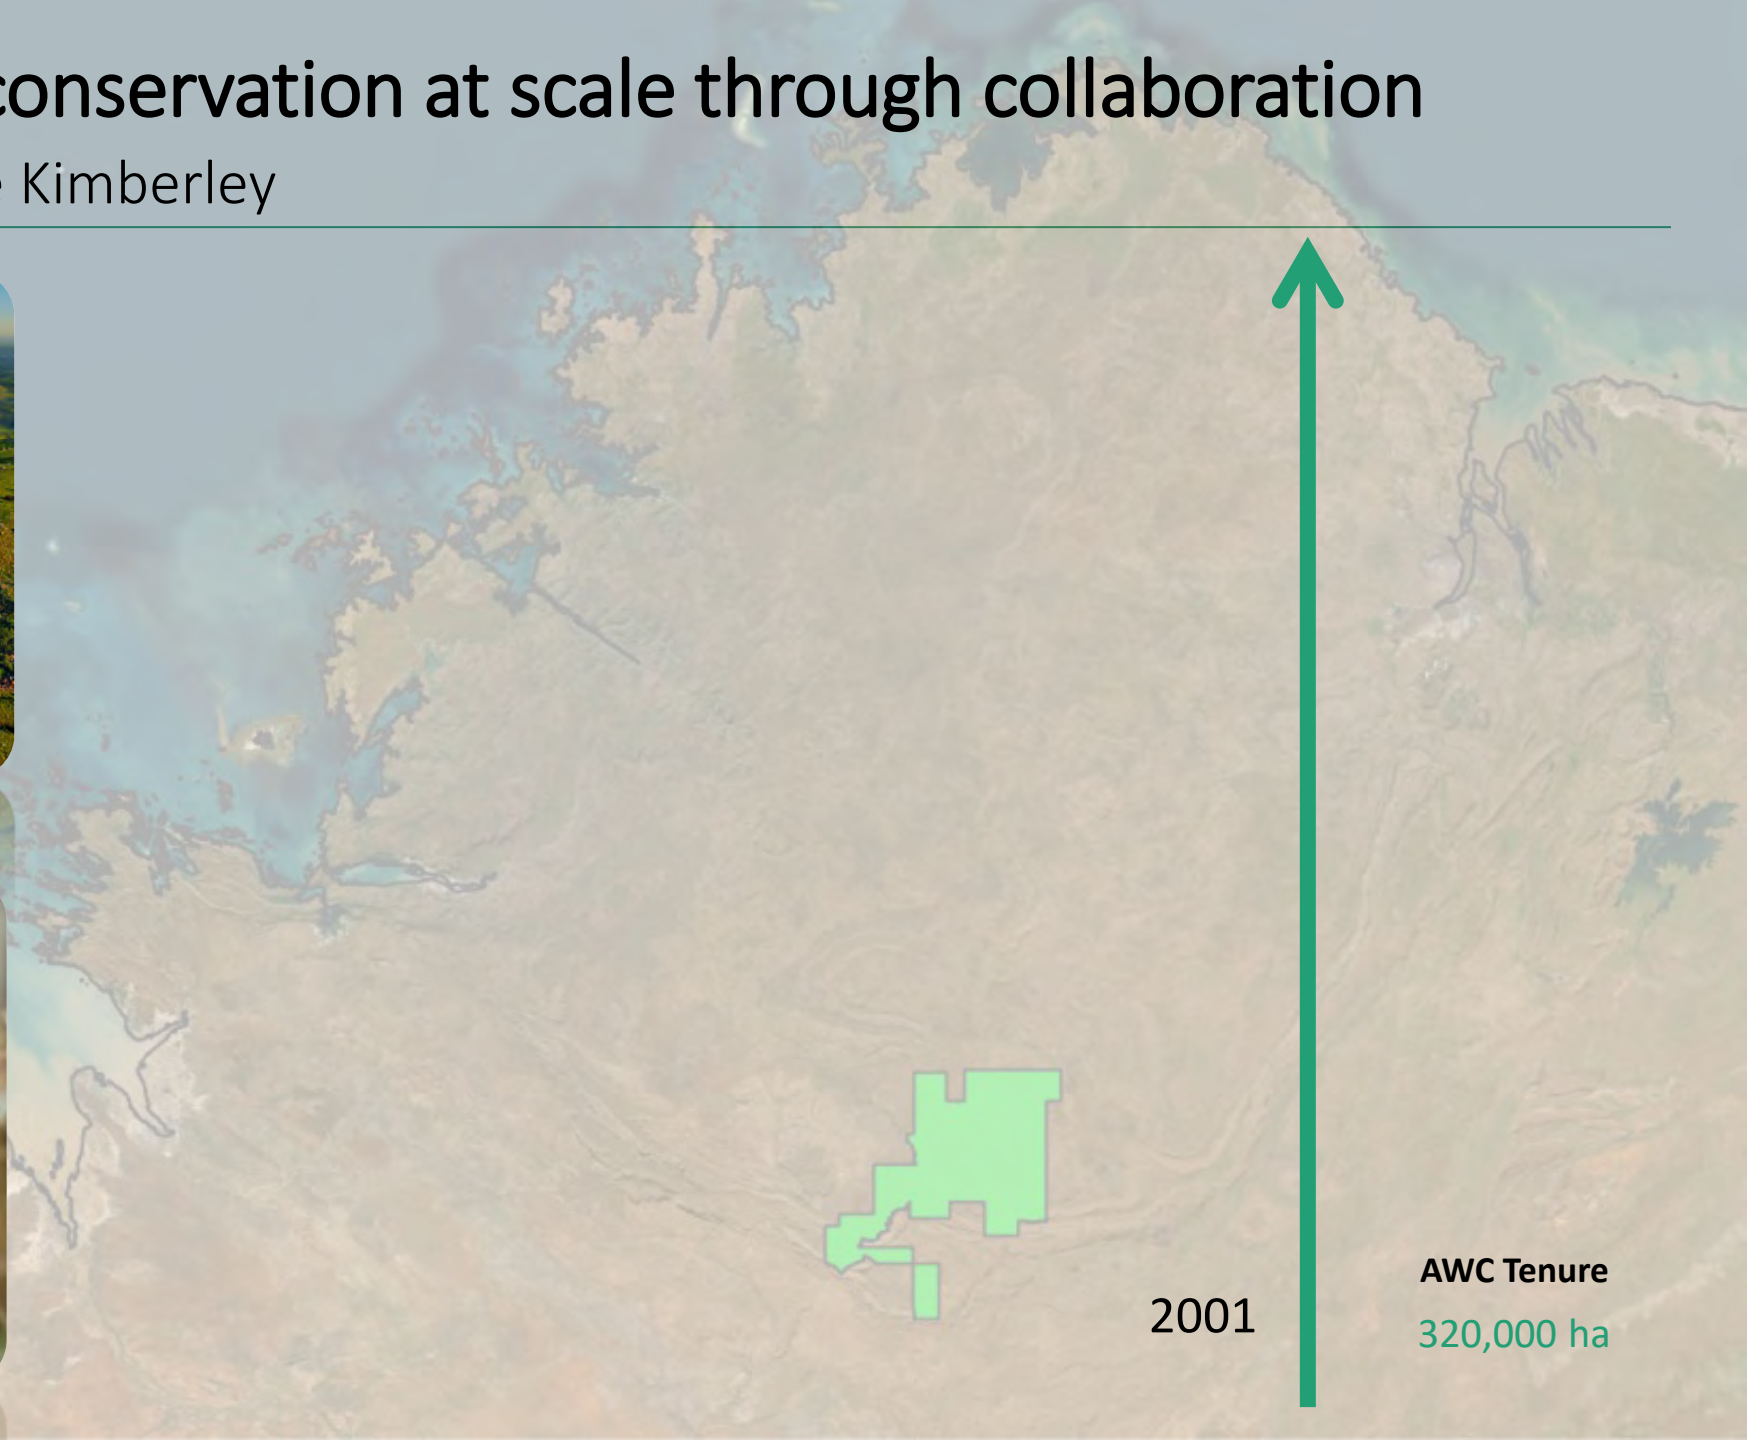 conservation at scale through collaboration
Kimberley
AWC Tenure
2001
320,000 ha